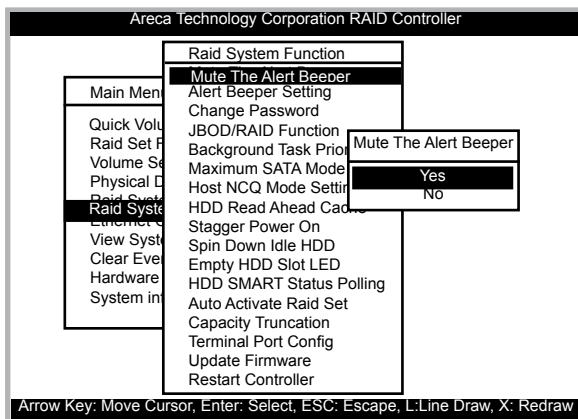 Areca Technology Corporation RAID Controller
Raid System Function
Mute The Alert Beeper
Alert Beeper Setting
Change Password
JBOD/RAID Function
Background Task Prior
Maximum SATA Mode
Host NCQ Mode Settin
HDD Read Ahead Cache
Stagger Power On
Spin Down Idle HDD
Empty HDD Slot LED
HDD SMART Status Polling
Auto Activate Raid Set
Capacity Truncation
Terminal Port Config
Update Firmware
Restart Controller
Main Men
Quick Volu
Raid Set F
Volume Se
Physical D
Raid Syste
Ethernet C
View Syst
Clear Eve
Hardware
System in
Mute The Alert Beeper
Yes
No
Arrow Key: Move Cursor, Enter: Select, ESC: Escape, L:Line Draw, X: Redraw